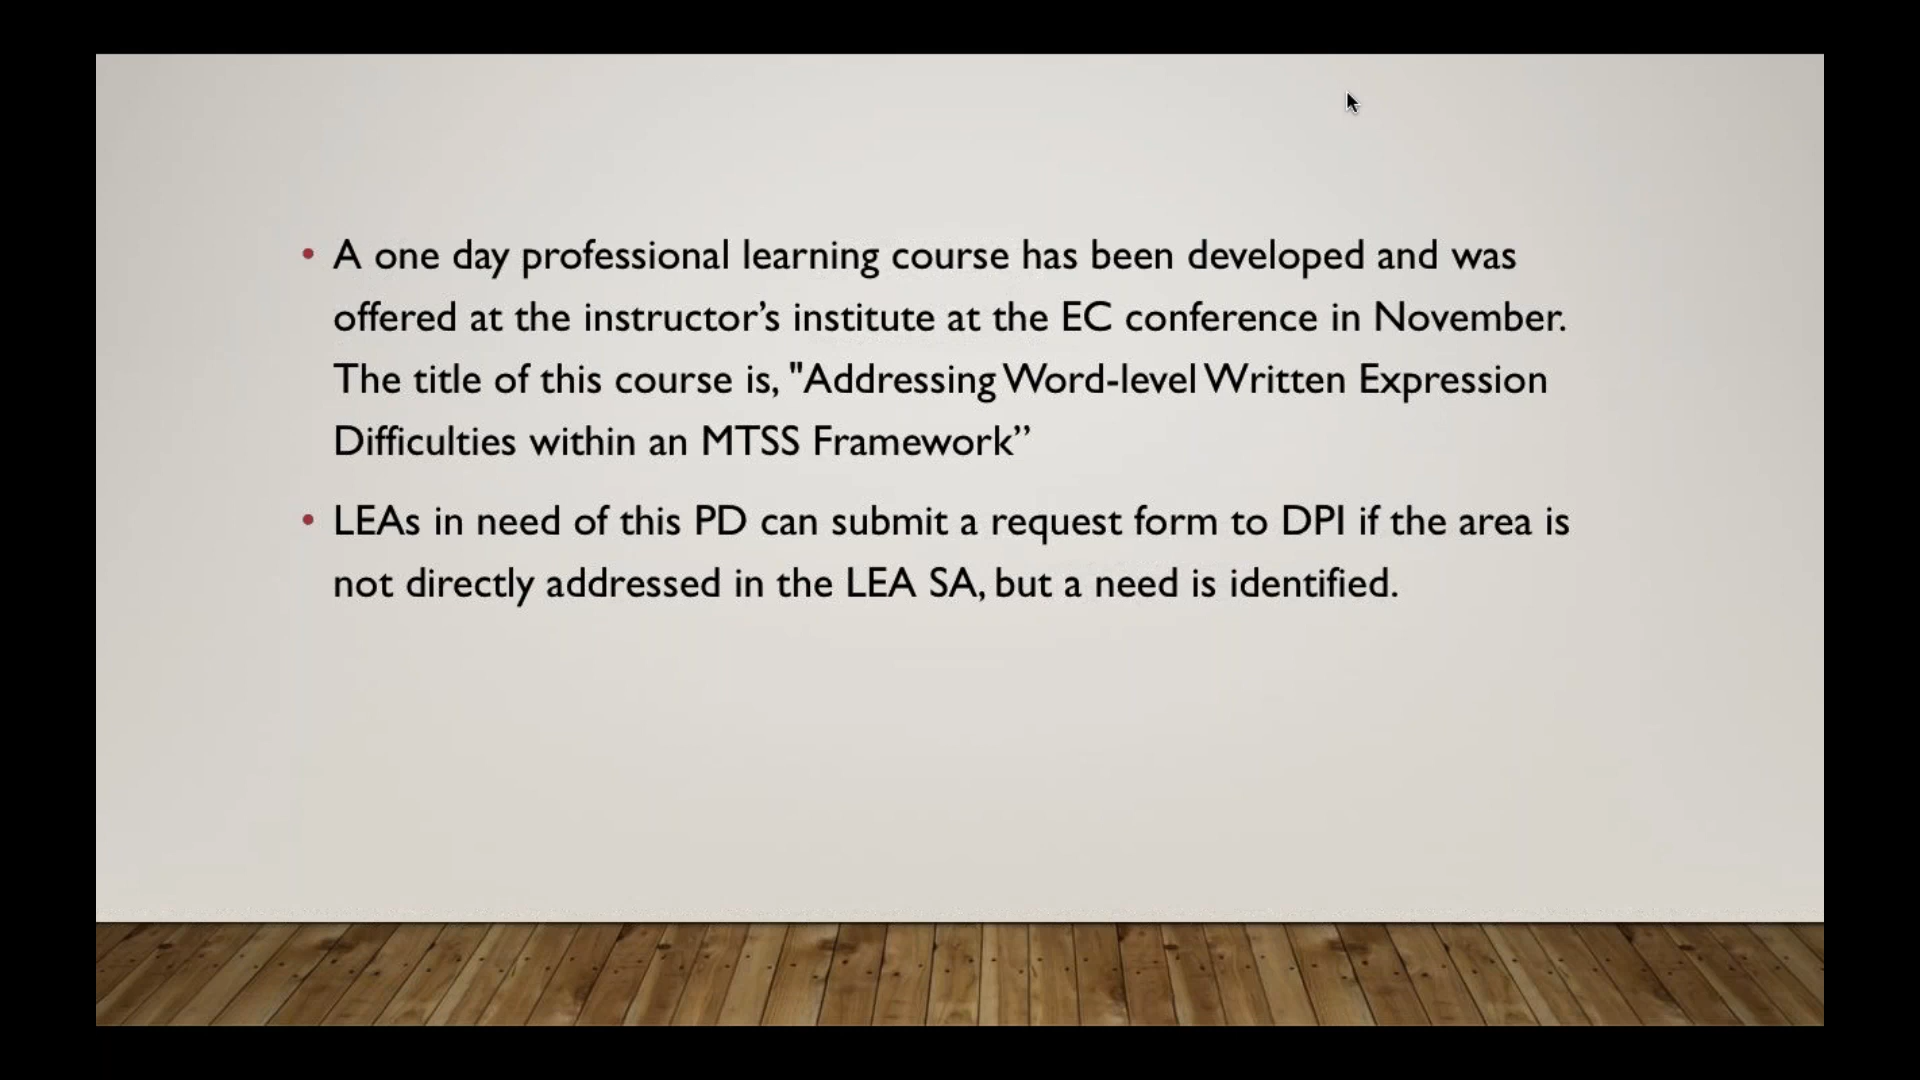 • A one day professional learning course has been developed and was
offered at the instructor’s institute at the EC conference in November.
The title of this course is, "Addressing Word-level Written Expression
Difficulties within an MTSS Framework”
• LEAs in need of this PD can submit a request form to DPI if the area is
not directly addressed in the LEA SA, but a need is identified.